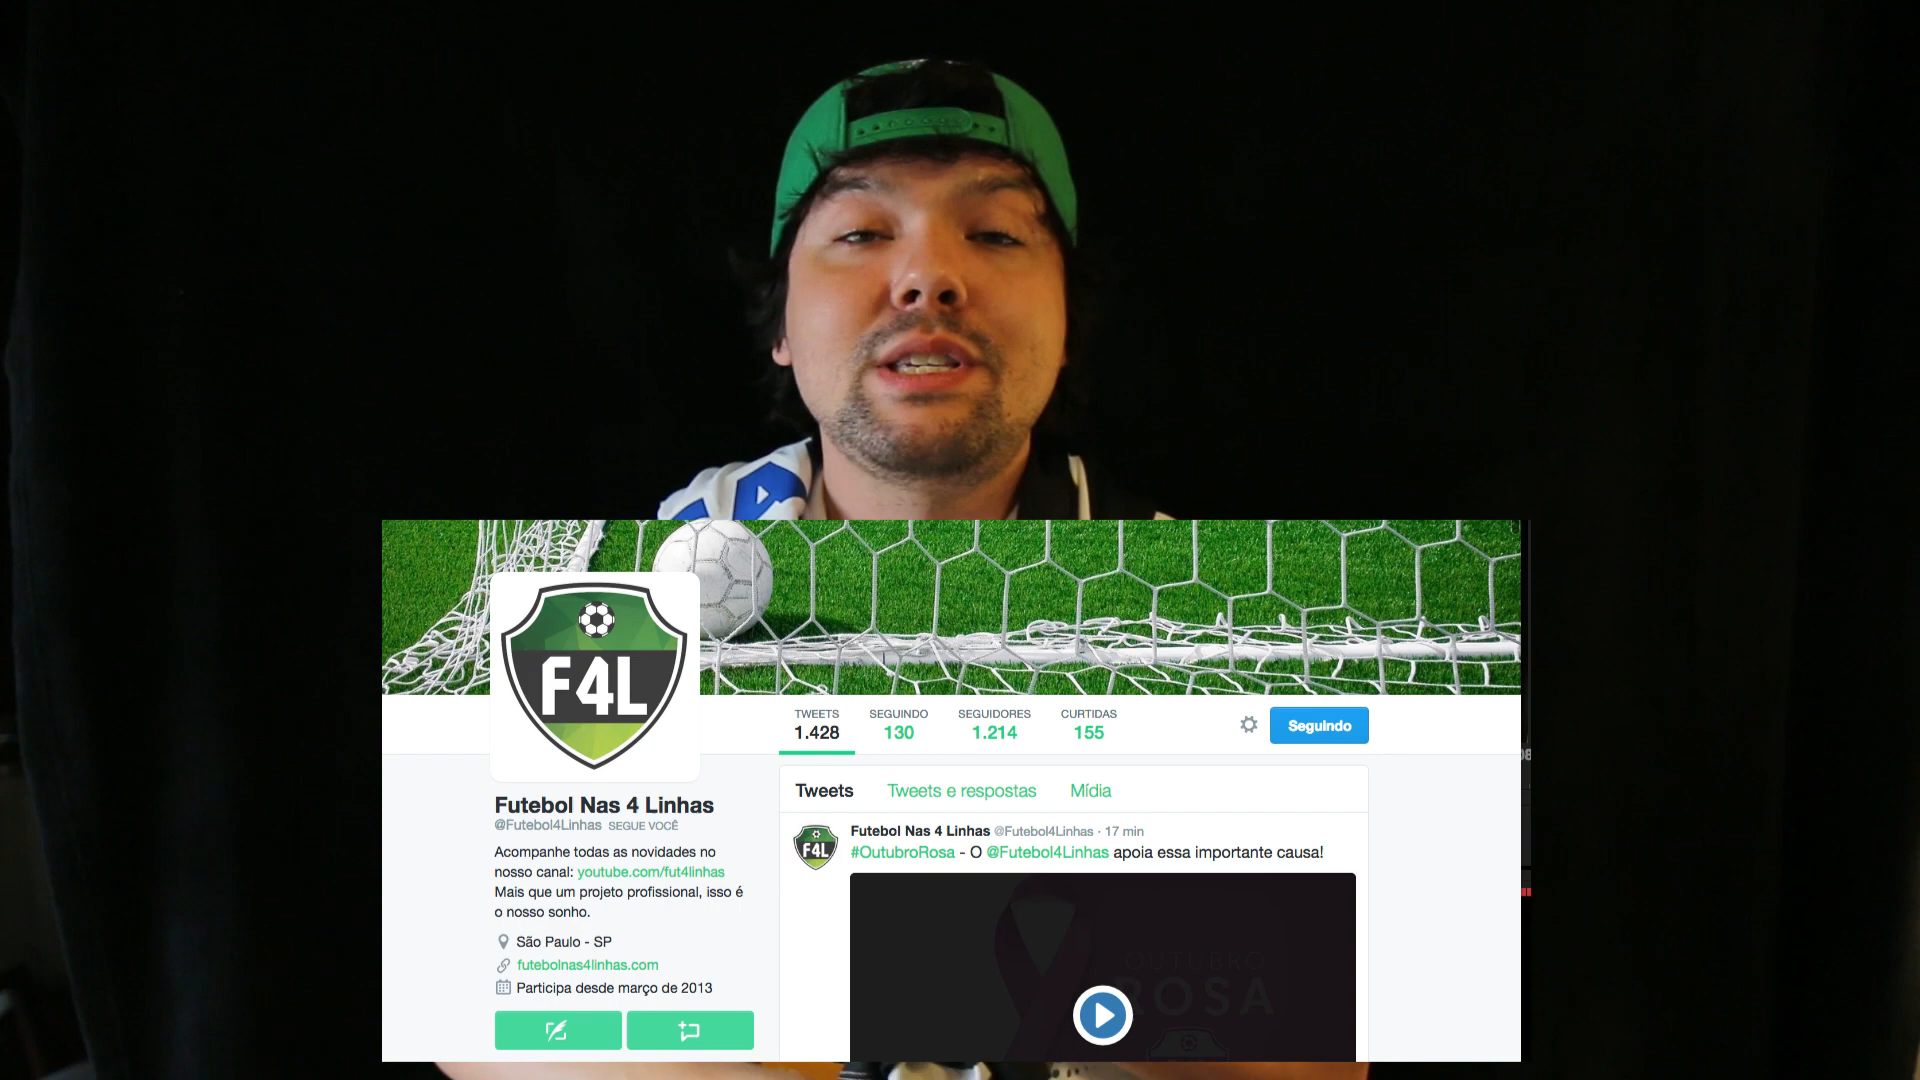 F4L
TWEETS SEGUINDO SEGUIDORES CURTIDAS
1.428 130 1.214 155
Seguindo
Futebol Nas 4 Linhas
@Futebol4Linhas SEGUE VOCÊ
Acompanhe todas as novidades no
nosso canal: youtube.com/fut4linhas
Mais que um projeto profissional, isso é
o nosso sonho.
São Paulo - SP
futebolnas4linhas.com
Participa desde março de 2013
Tweets Tweets e respostas Mídia
F4L
Futebol Nas 4 Linhas @Futebol4Linhas · 17 min
#OutubroRosa - O @Futebol4Linhas apoia essa importante causa!
OUTUBRO
ROSA